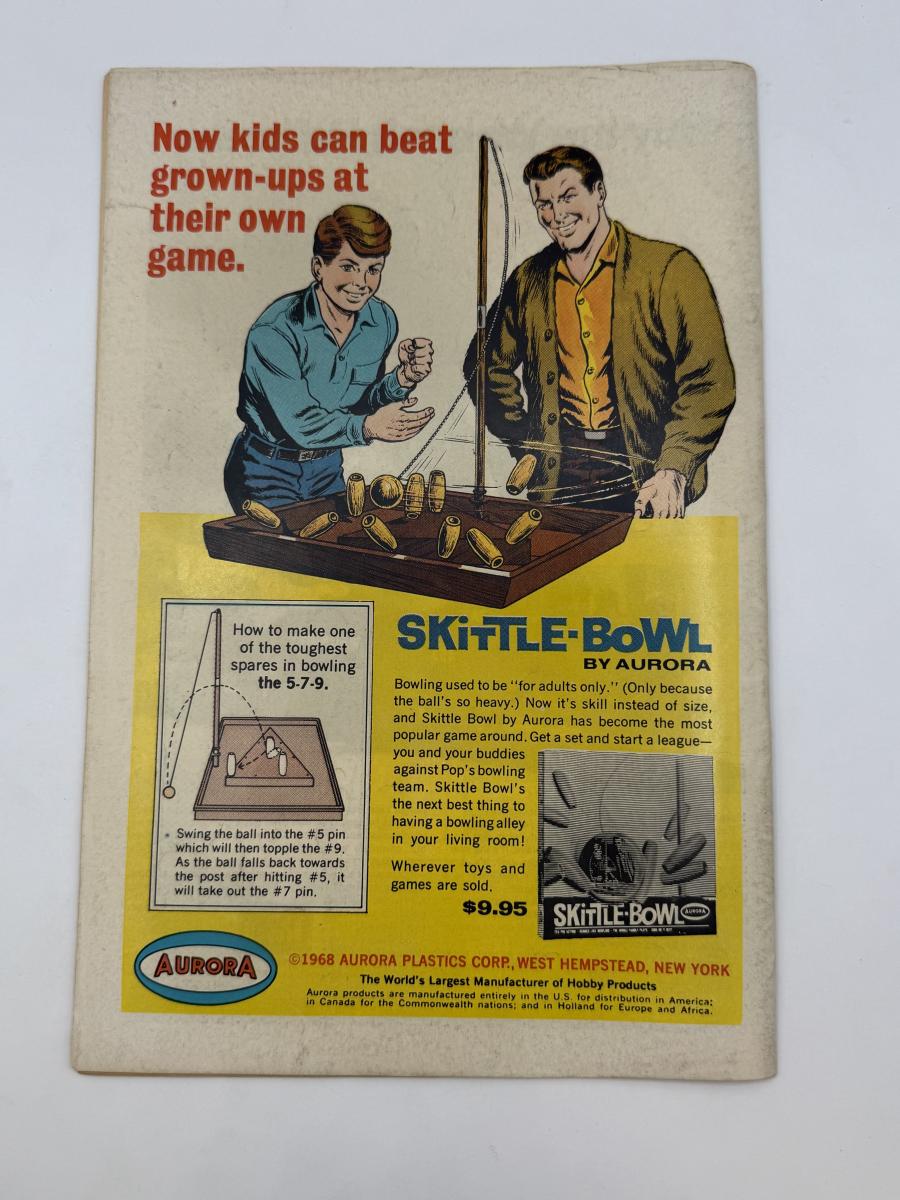 Now kids can beat
grown-ups at
their own
game.
How to make one
of the toughest
spares in bowling
the 5-7-9.
Swing the ball into the #5 pin
which will then topple the #9.
As the ball falls back towards
the post after hitting #5, it
will take out the #7 pin.
SKiTTLE-BoWL
BY AURORA
Bowling used to be "for adults only." (Only because
the ball's so heavy.) Now it's skill instead of size,
and Skittle Bowl by Aurora has become the most
popular game around. Get a set and start a league—
you and your buddies
against Pop's bowling
team. Skittle Bowl's
the next best thing to
having a bowling alley
in your living room!
Wherever toys and
games are sold.
$9.95
SKiTTLE-BoWL
AURORA
AURORA
©1968 AURORA PLASTICS CORP., WEST HEMPSTEAD, NEW YORK
The World's Largest Manufacturer of Hobby Products
Aurora products are manufactured entirely in the U.S. for distribution in America;
in Canada for the Commonwealth nations; and in Holland for Europe and Africa.